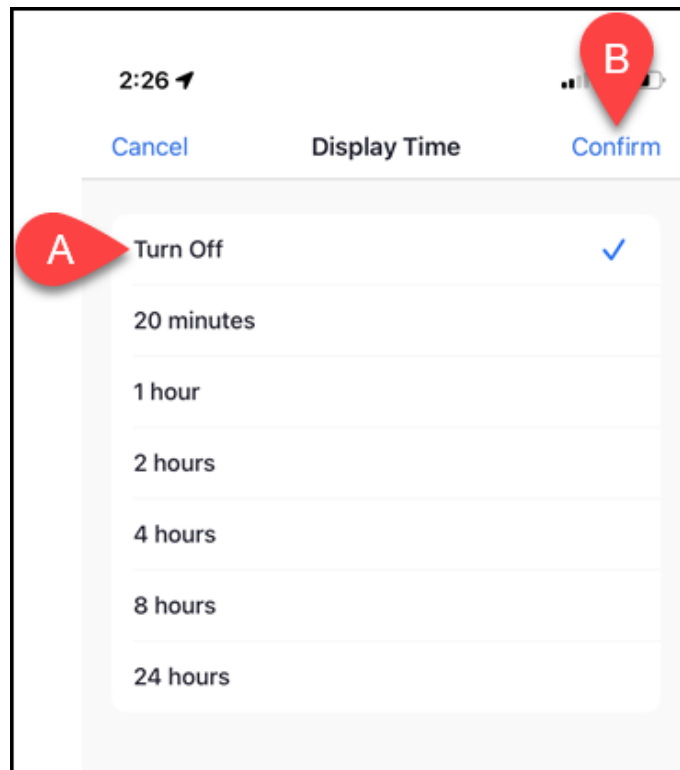 B
2:26
Cancel Display Time Confirm
A Turn Off
20 minutes
1 hour
2 hours
4 hours
8 hours
24 hours